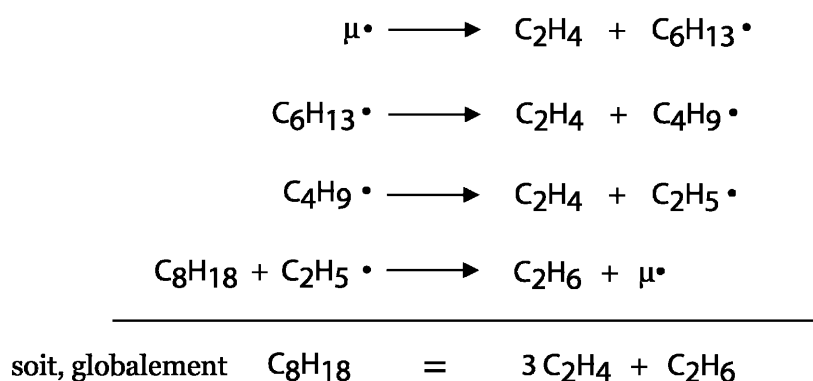 μ• ⟶ C₂H₄ + C₆H₁₃•
C₆H₁₃• ⟶ C₂H₄ + C₄H₉•
C₄H₉• ⟶ C₂H₄ + C₂H₅•
C₈H₁₈ + C₂H₅• ⟶ C₂H₆ + μ•
soit, globalement C₈H₁₈ = 3 C₂H₄ + C₂H₆